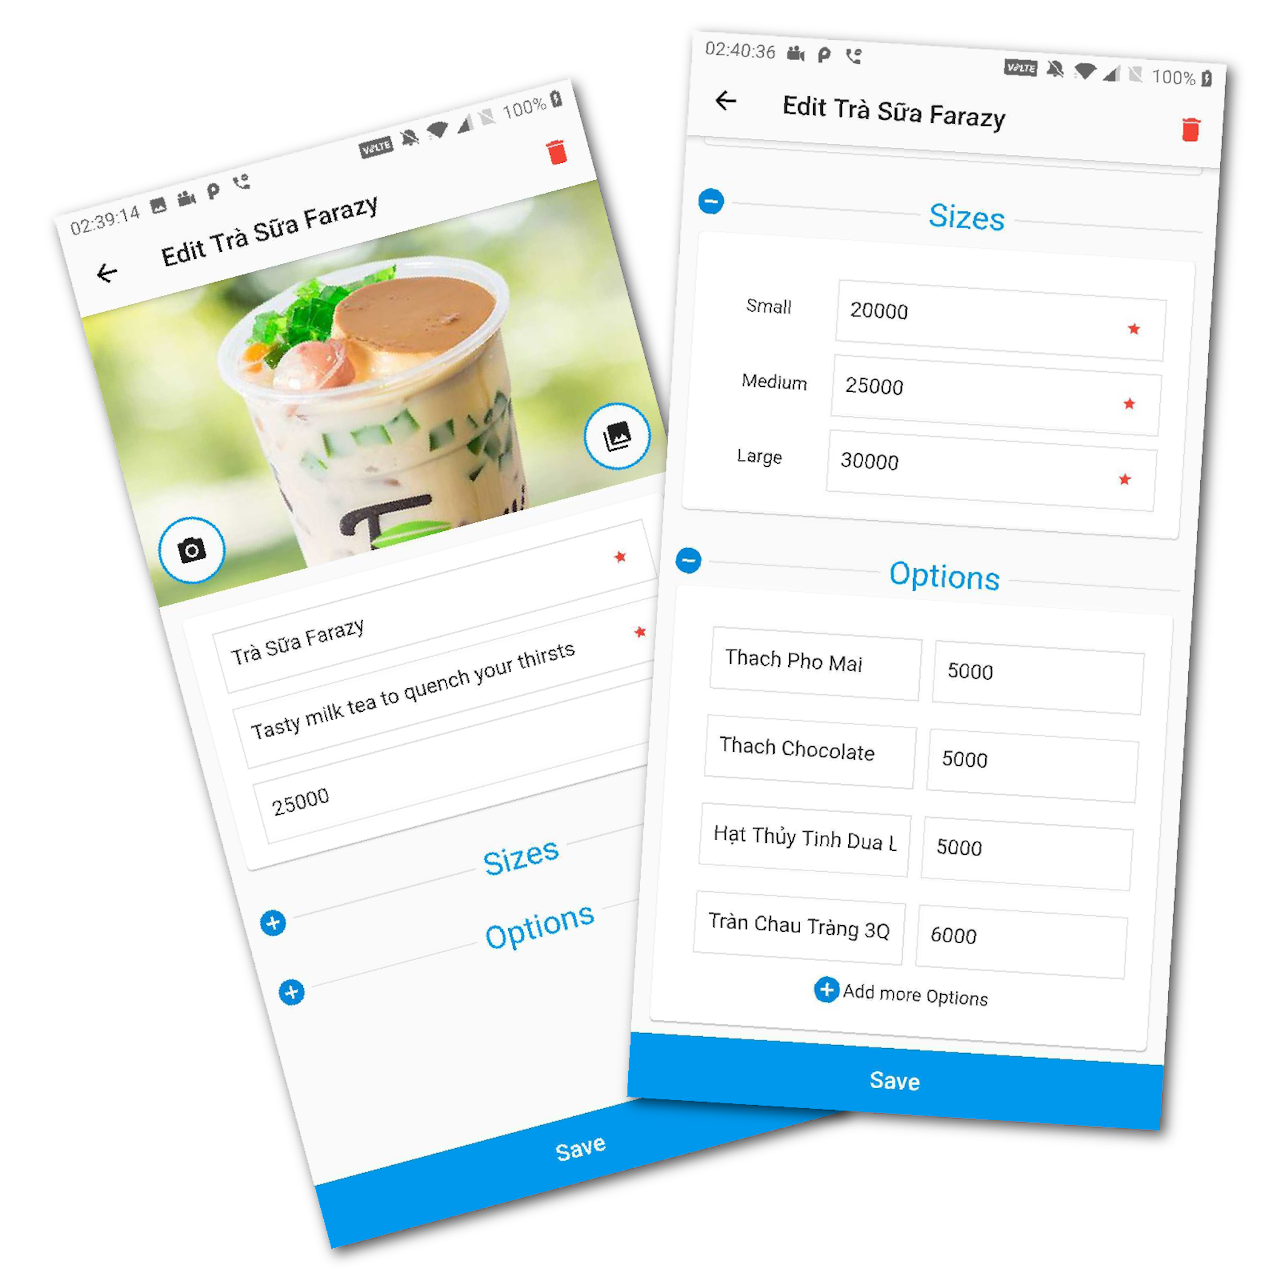 02:39:14
VoLTE
100%
Edit Trà Sữa Farazy
Trà Sữa Farazy
Tasty milk tea to quench your thirsts
25000
Sizes
Options
Save
02:40:36
VoLTE
100%
Edit Trà Sữa Farazy
Sizes
Small
20000
Medium
25000
Large
30000
Options
Thach Pho Mai
5000
Thach Chocolate
5000
Hạt Thủy Tinh Dua L
5000
Tràn Chau Tràng 3Q
6000
Add more Options
Save